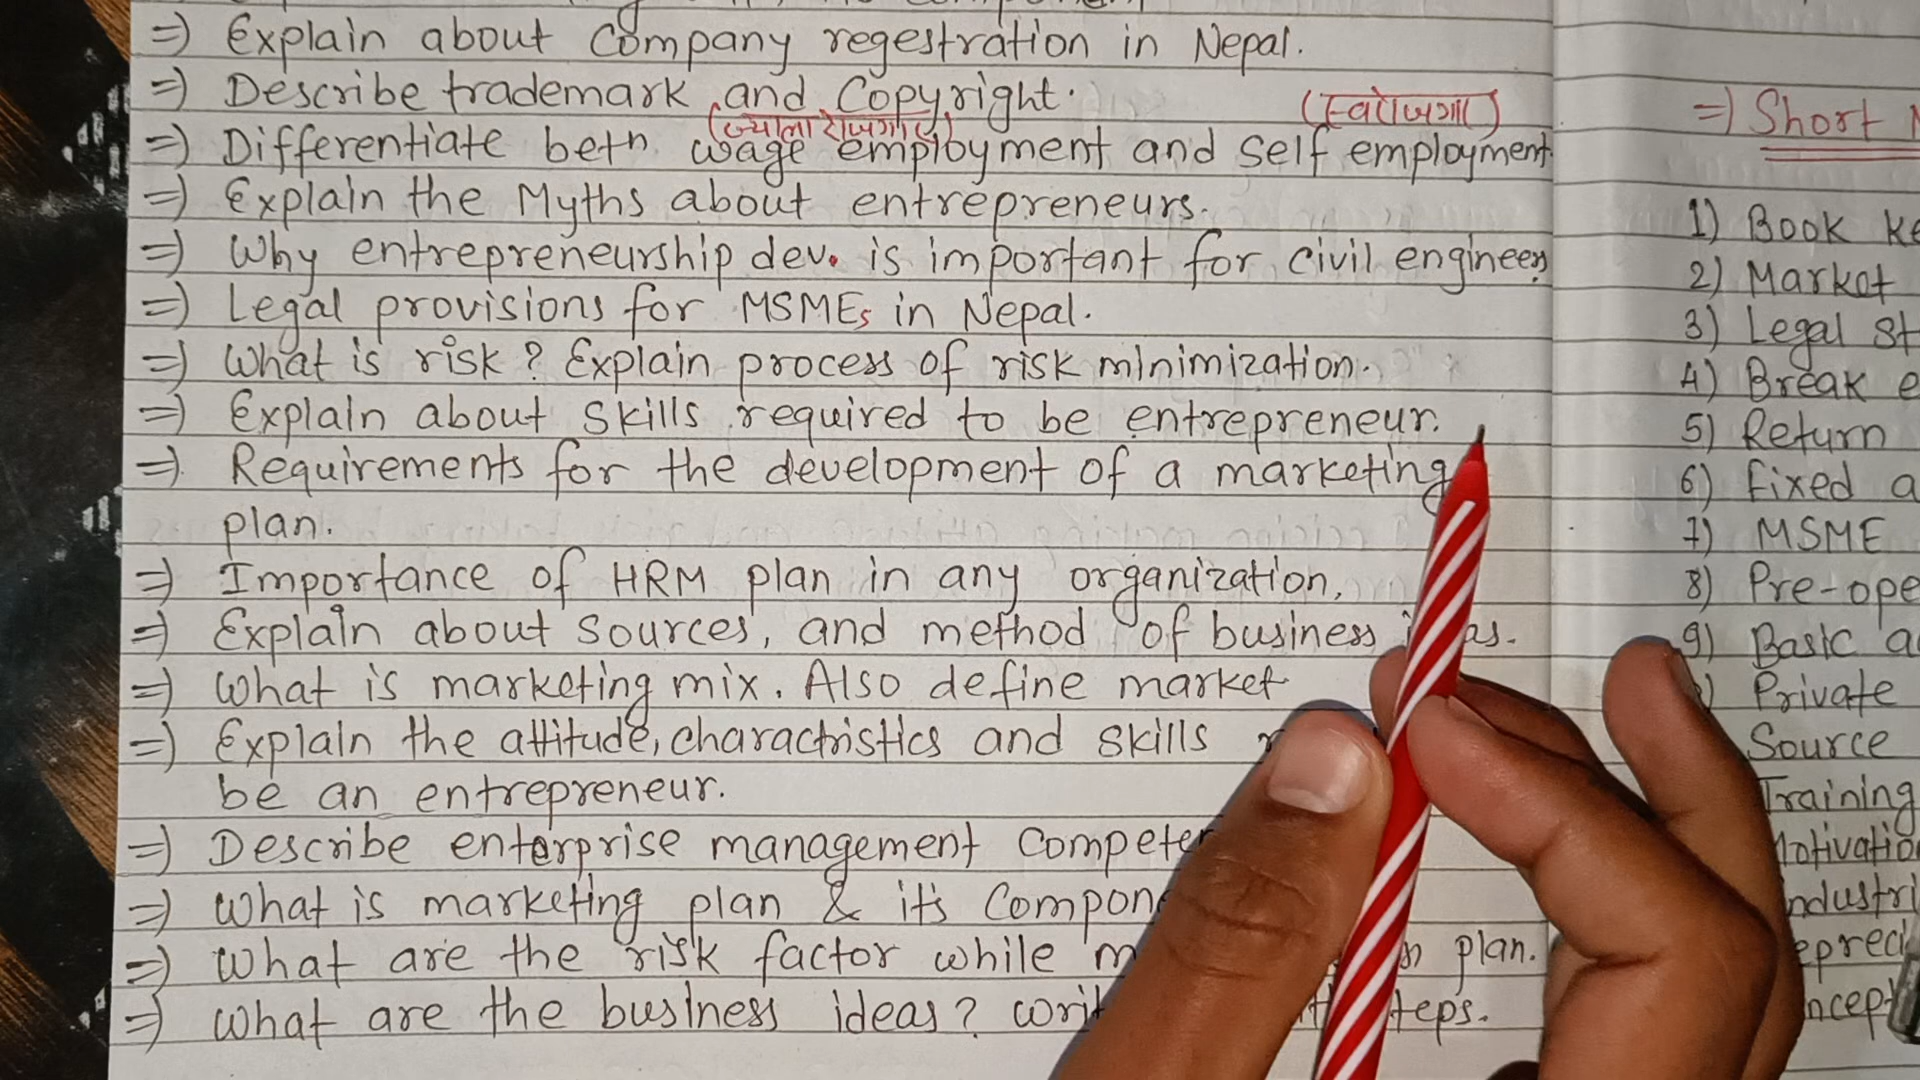 =) Explain about Company regestration in Nepal.
=) Describe trademark and Copyright.
(ज्याला रोजगार) (स्वरोजगार)
=) Differentiate betn wage employment and self employment
=) Explain the Myths about entrepreneurs.
=) Why entrepreneurship dev. is important for civil engineers
=) Legal provisions for MSMEs in Nepal.
=) What is risk? Explain process of risk minimization.
=) Explain about skills required to be entrepreneur.
=) Requirements for the development of a marketing
plan.
=) Importance of HRM plan in any organization.
=) Explain about sources, and method of business
=) What is marketing mix. Also define market
=) Explain the attitude, charactristics and skills
be an entrepreneur.
=) Describe enterprise management
=) What is marketing plan & it's
=) What are the risk factor while plan.
=) What are the business ideas?
=) Short
1) Book
2) Market
3) Legal
4) Break
5) Return
6) Fixed
7) MSME
8)
9) Basic
Private
Source
Training